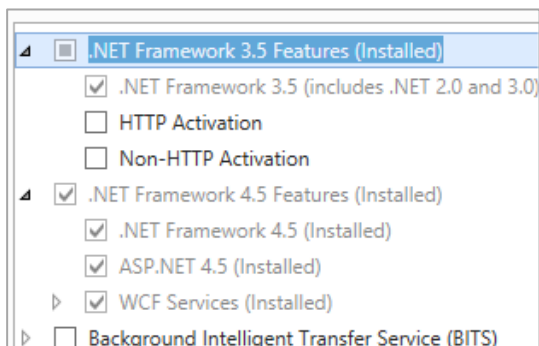 .NET Framework 3.5 Features (Installed)
.NET Framework 3.5 (includes .NET 2.0 and 3.0)
HTTP Activation
Non-HTTP Activation
.NET Framework 4.5 Features (Installed)
.NET Framework 4.5 (Installed)
ASP.NET 4.5 (Installed)
WCF Services (Installed)
Background Intelligent Transfer Service (BITS)